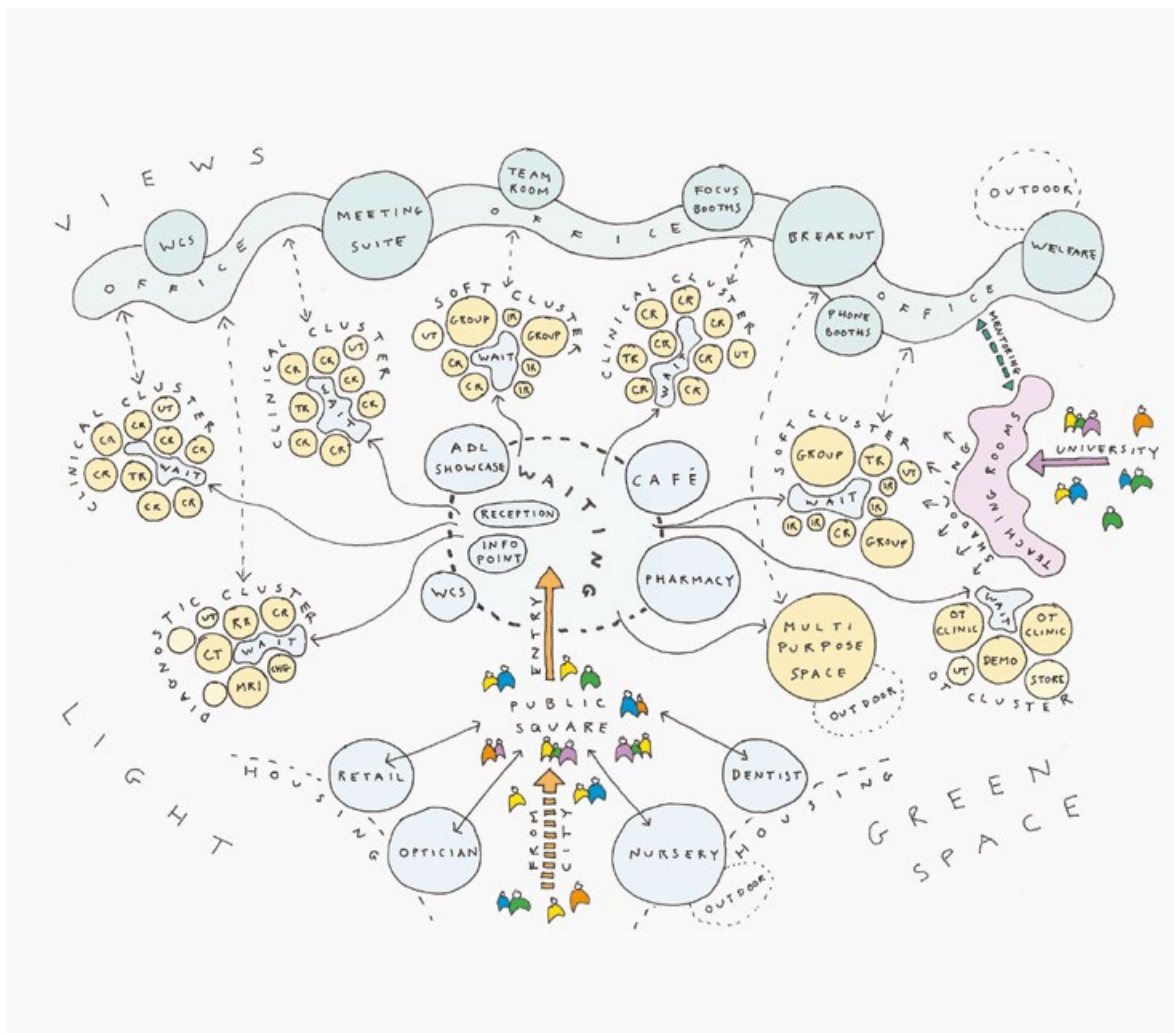 VIEWS
WCS
OFFICE
MEETING
SUITE
TEAM
ROOM
OFFICE
FOCUS
BOOTHS
BREAKOUT
OUTDOOR
WELFARE
OFFICE
PHONE
BOOTHS
CLINICAL CLUSTER
UT
CR
CR
CR
CR
CR
TR
WAIT
CR
CR
CLINICAL CLUSTER
UT
CR
CR
CR
TR
WAIT
CR
CR
CR
SOFT CLUSTER
GROUP
IR
GROUP
UT
WAIT
CR
IR
CR
IR
CLINICAL CLUSTER
CR
CR
CR
TR
CR
CR
UT
WAIT
CR
CR
SOFT CLUSTER
GROUP
TR
UT
WAIT
IR
IR
IR
IR
CR
GROUP
MENTORING
TEACHING ROOMS
SHADOWING
UNIVERSITY
ADL
SHOWCASE
WAITING
CAFÉ
RECEPTION
INFO
POINT
WCS
PHARMACY
ENTRY
DIAGNOSTIC CLUSTER
UT
RR
CR
CT
WAIT
CHG
MRI
MULTI
PURPOSE
SPACE
OUTDOOR
WAIT
OT
CLINIC
OT
CLINIC
DEMO
UT
STORE
OT CLUSTER
PUBLIC
SQUARE
RETAIL
DENTIST
OPTICIAN
NURSERY
OUTDOOR
HOUSING
HOUSING
FROM
CITY
LIGHT
GREEN
SPACE